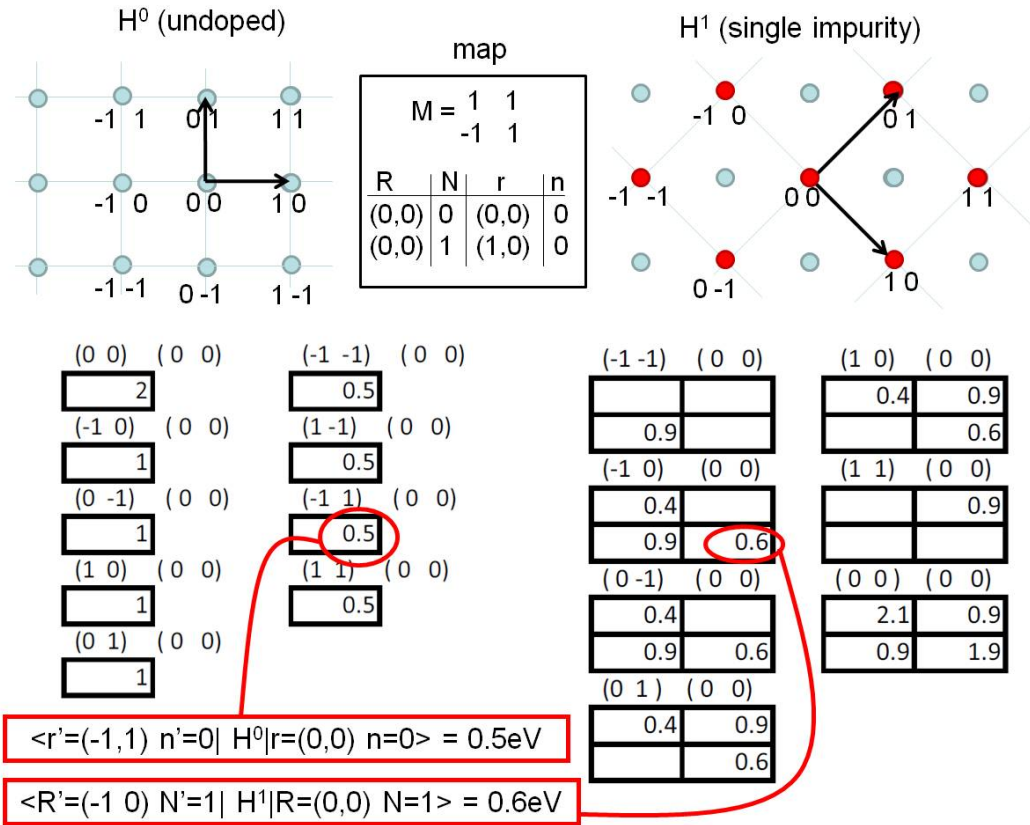 H⁰ (undoped)
map
H¹ (single impurity)
-1 1
0 1
1 1
-1 0
0 0
1 0
-1 -1
0 -1
1 -1
M = 1 1
-1 1
R N r n
(0,0) 0 (0,0) 0
(0,0) 1 (1,0) 0
-1 0
0 1
-1 -1
0 0
1 1
0 -1
1 0
(0 0) ( 0 0)
2
(-1 0) ( 0 0)
1
(0 -1) ( 0 0)
1
(1 0) ( 0 0)
1
(0 1) ( 0 0)
1
(-1 -1) ( 0 0)
0.5
(1 -1) ( 0 0)
0.5
(-1 1) ( 0 0)
0.5
(1 1) ( 0 0)
0.5
(-1 -1) ( 0 0)
0.9
(-1 0) (0 0)
0.4
0.9 0.6
( 0 -1) (0 0)
0.4
0.9 0.6
(0 1 ) ( 0 0)
0.4 0.9
0.6
(1 0) ( 0 0)
0.4 0.9
0.6
(1 1) ( 0 0)
0.9
( 0 0) ( 0 0)
2.1 0.9
0.9 1.9
<r’=(-1,1) n’=0| H⁰|r=(0,0) n=0> = 0.5eV
<R’=(-1 0) N’=1| H¹|R=(0,0) N=1> = 0.6eV